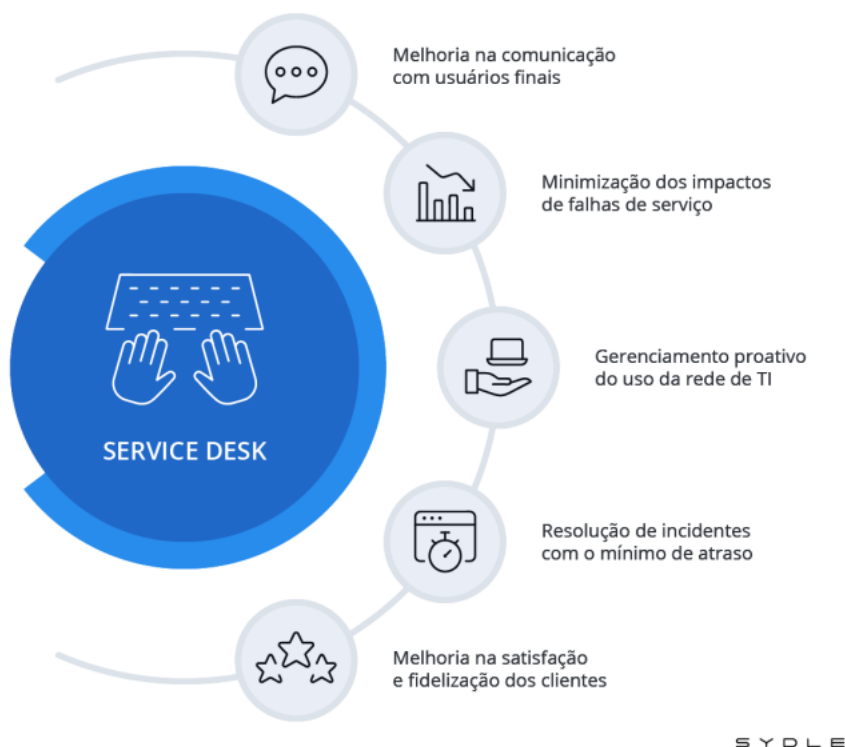 Melhoria na comunicação
com usuários finais
Minimização dos impactos
de falhas de serviço
Gerenciamento proativo
do uso da rede de TI
SERVICE DESK
Resolução de incidentes
com o mínimo de atraso
Melhoria na satisfação
e fidelização dos clientes
SYDLE